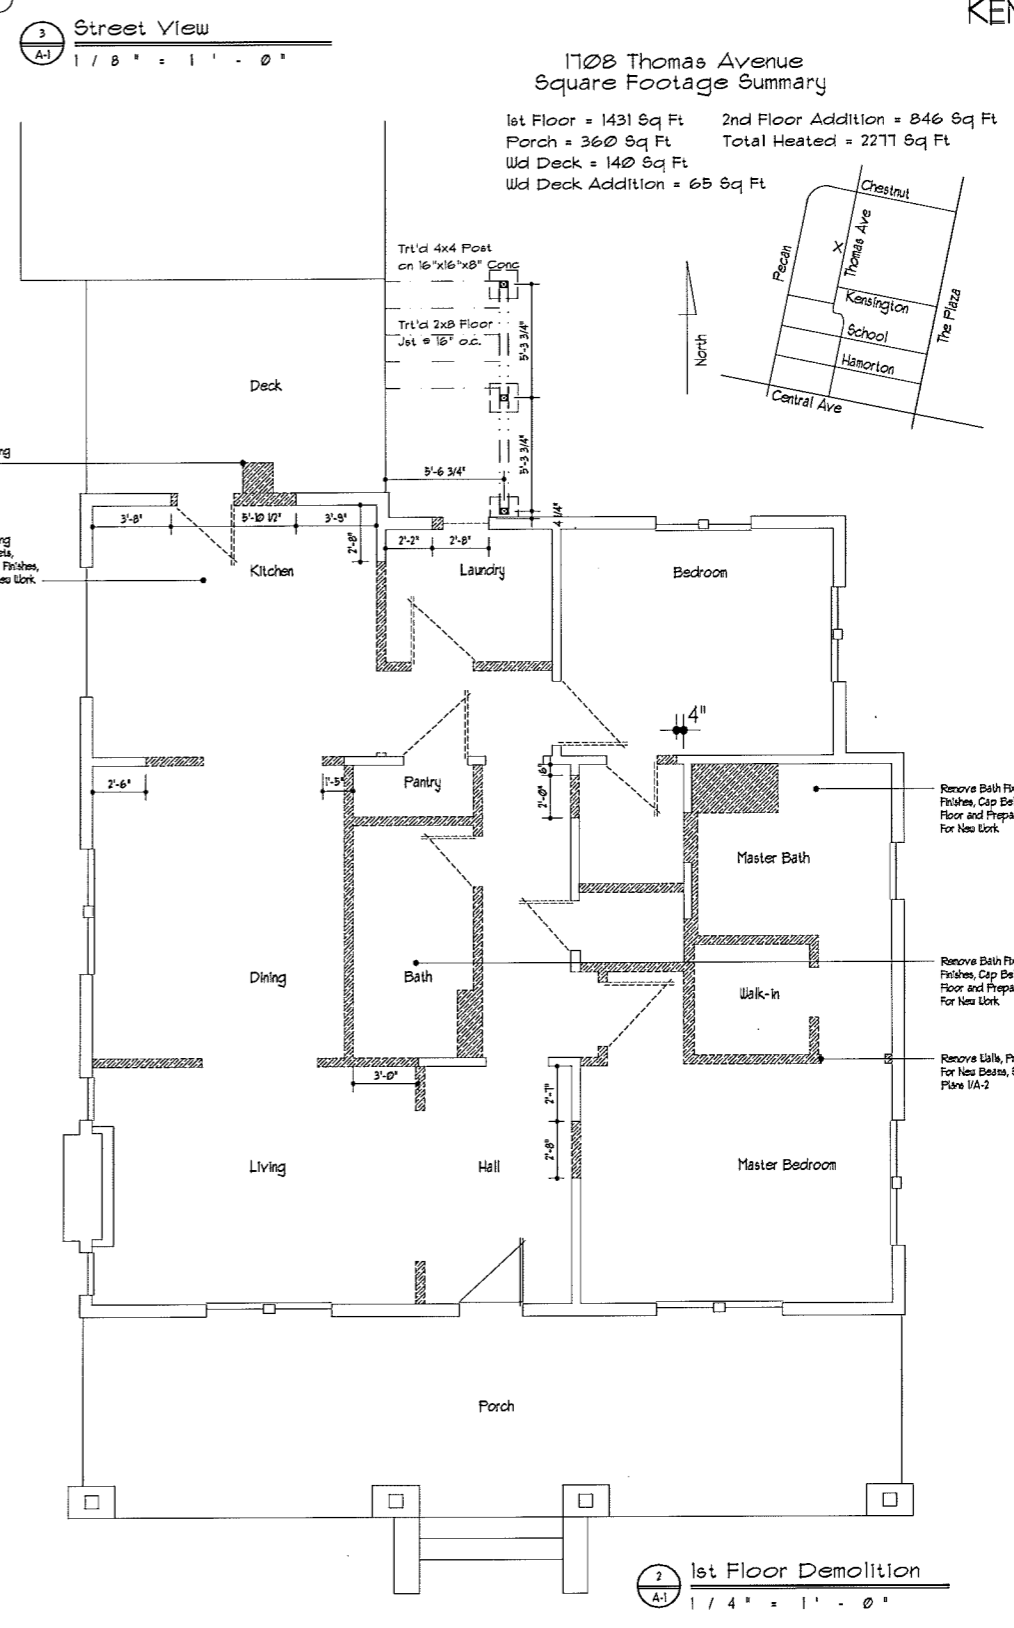 KEN
3
A-1
Street View
1/8" = 1'-0"
1708 Thomas Avenue
Square Footage Summary
1st Floor = 1431 Sq Ft
2nd Floor Addition = 846 Sq Ft
Porch = 360 Sq Ft
Total Heated = 2277 Sq Ft
Wd Deck = 140 Sq Ft
Wd Deck Addition = 65 Sq Ft
Chestnut
Thomas Ave
X
Pecan
Kensington
The Plaza
School
Hamorton
Central Ave
North
Trt'd 4x4 Post
on 16"x16"x8" Conc
Trt'd 2x8 Floor
Jst @ 16" o.c.
5'-3 3/4"
5'-3 3/4"
Deck
5'-6 3/4"
4 1/4"
3'-8"
5'-10 1/2"
3'-9"
2'-8"
2'-2"
2'-8"
Finishes,
Kitchen
Laundry
Bedroom
4"
2'-6"
1'-5"
Pantry
6"
2'-0"
Remove Bath Fix
Finishes, Cap Be
Floor and Prepa
For New Work
Master Bath
Remove Bath Fix
Finishes, Cap Be
Floor and Prepa
For New Work
Dining
Bath
Walk-in
Remove Walls, P
For New Beams, S
Plans 1/A-2
3'-0"
2'-7"
2'-8"
Living
Hall
Master Bedroom
Porch
2
A-1
1st Floor Demolition
1/4" = 1'-0"